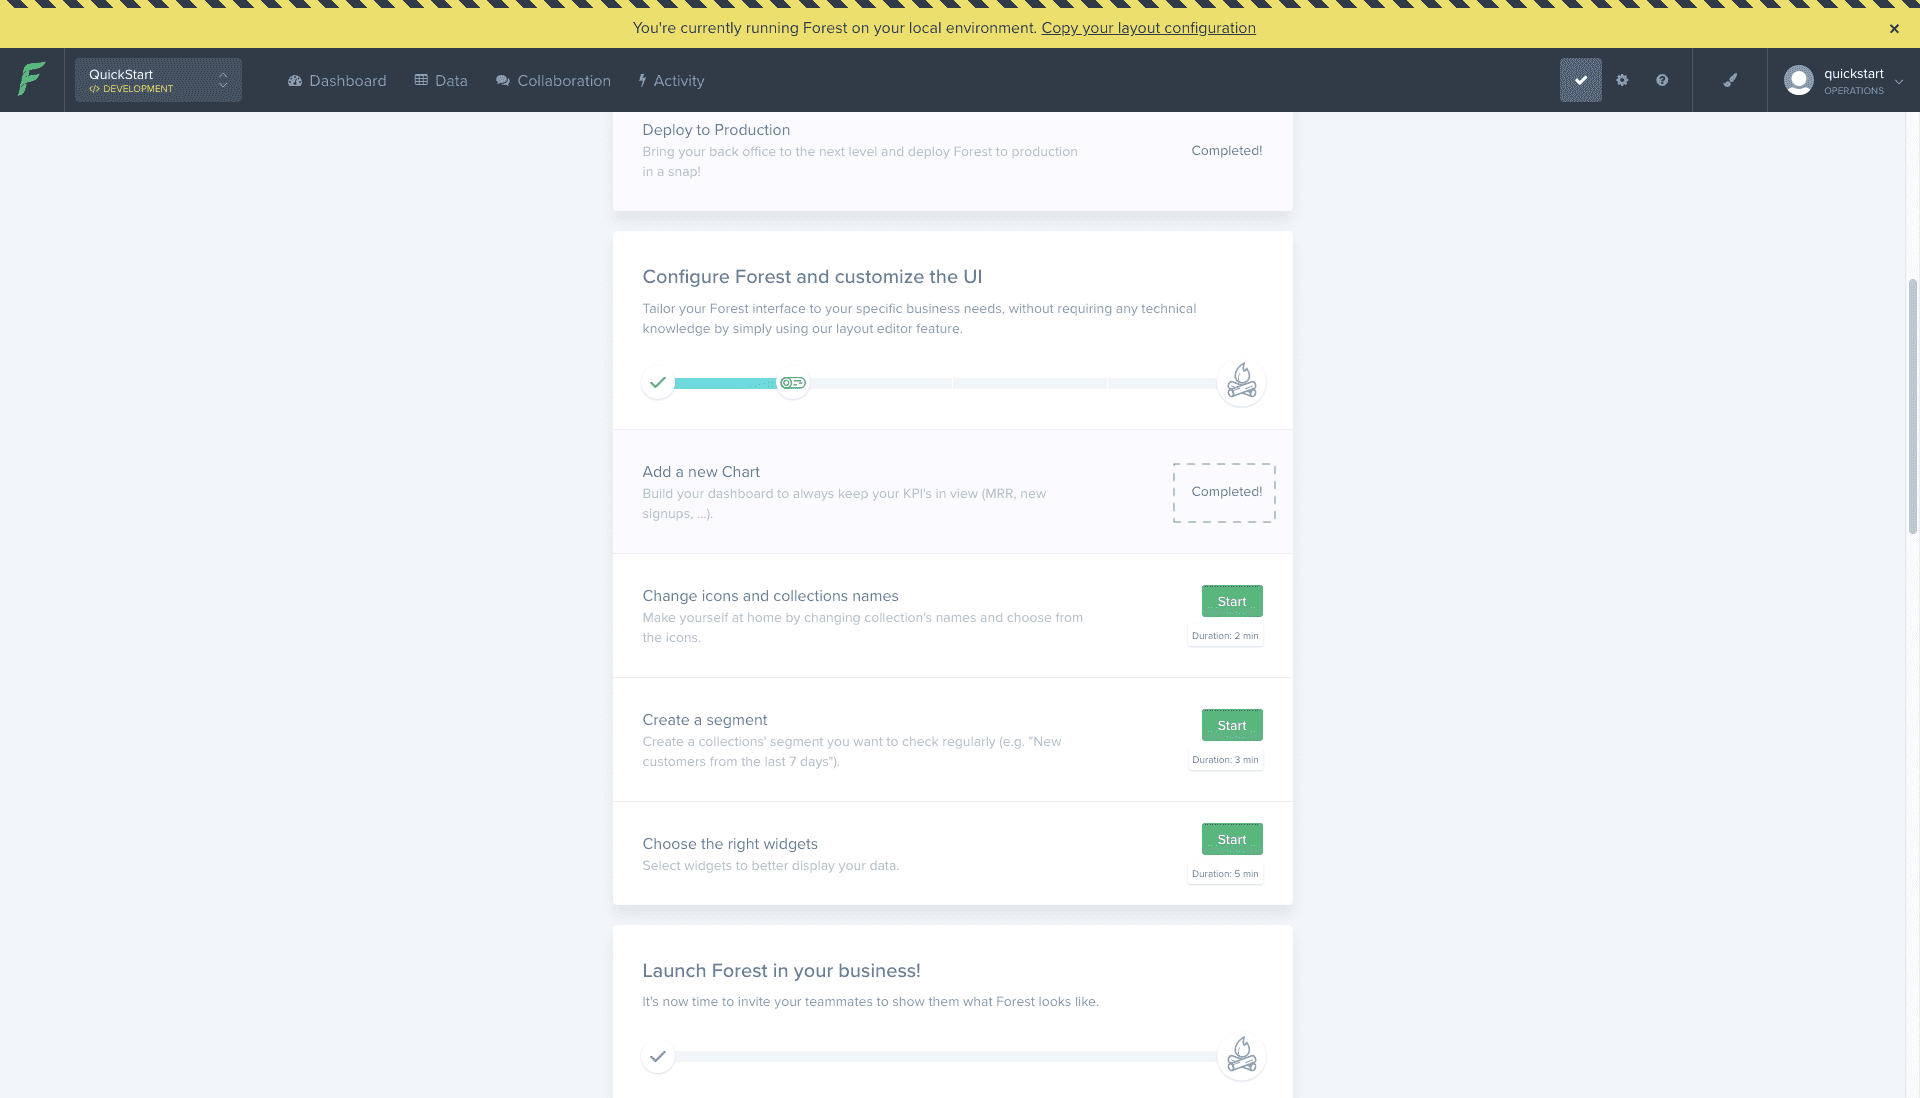 You're currently running Forest on your local environment. Copy your layout configuration
QuickStart
</> DEVELOPMENT
Dashboard
Data
Collaboration
Activity
quickstart
OPERATIONS
Deploy to Production
Bring your back office to the next level and deploy Forest to production
in a snap!
Completed!
Configure Forest and customize the UI
Tailor your Forest interface to your specific business needs, without requiring any technical
knowledge by simply using our layout editor feature.
Add a new Chart
Build your dashboard to always keep your KPI's in view (MRR, new
signups, ...).
Completed!
Change icons and collections names
Make yourself at home by changing collection's names and choose from
the icons.
Start
Duration: 2 min
Create a segment
Create a collections' segment you want to check regularly (e.g. "New
customers from the last 7 days").
Start
Duration: 3 min
Choose the right widgets
Select widgets to better display your data.
Start
Duration: 5 min
Launch Forest in your business!
It's now time to invite your teammates to show them what Forest looks like.